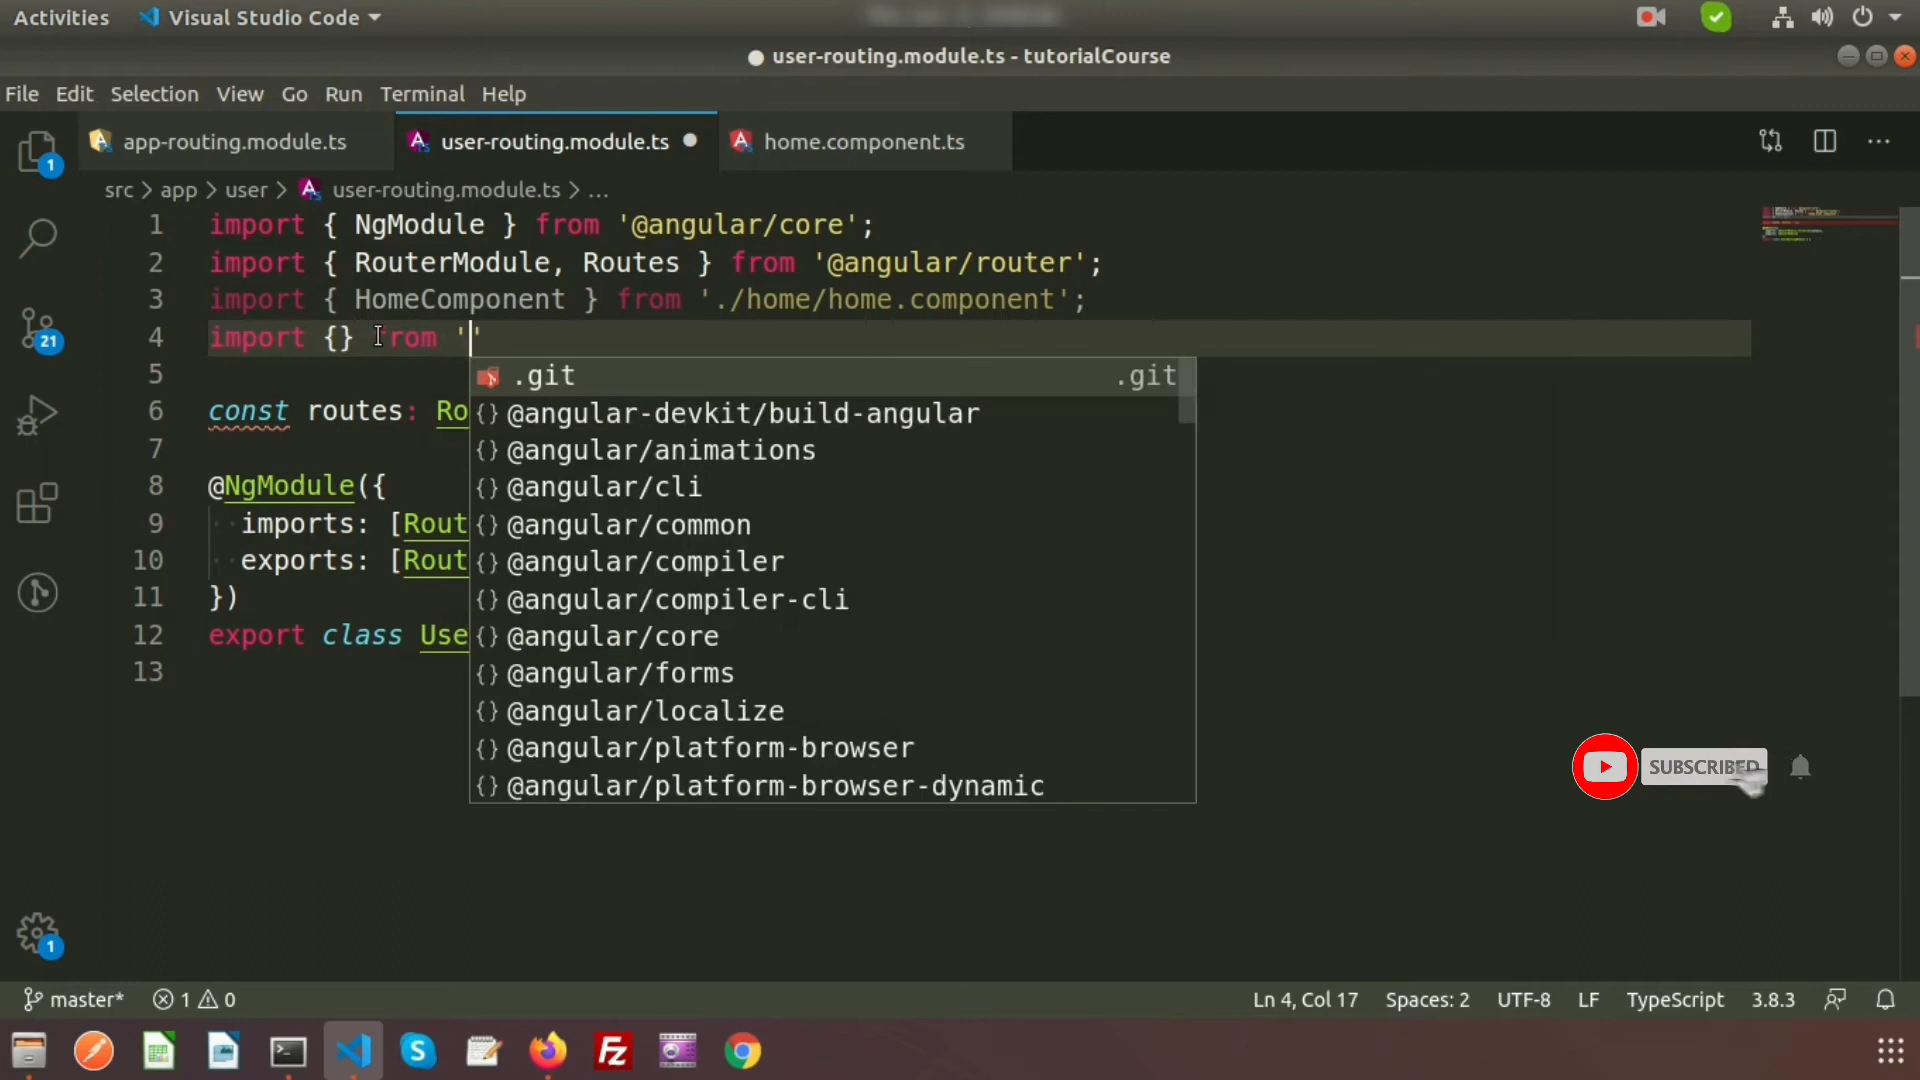 Activities Visual Studio Code
user-routing.module.ts - tutorialCourse
File Edit Selection View Go Run Terminal Help
app-routing.module.ts user-routing.module.ts home.component.ts
1
src > app > user > user-routing.module.ts > ...
1 import { NgModule } from '@angular/core';
2 import { RouterModule, Routes } from '@angular/router';
3 import { HomeComponent } from './home/home.component';
4 import {} from ''
21
5
6 const routes: Ro
7
8 @NgModule({
9 imports: [Rout
10 exports: [Rout
11 })
12 export class Use
13
.git .git
{} @angular-devkit/build-angular
{} @angular/animations
{} @angular/cli
{} @angular/common
{} @angular/compiler
{} @angular/compiler-cli
{} @angular/core
{} @angular/forms
{} @angular/localize
{} @angular/platform-browser
{} @angular/platform-browser-dynamic
SUBSCRIBED
1
master* 1 0 Ln 4, Col 17 Spaces: 2 UTF-8 LF TypeScript 3.8.3
S
Fz